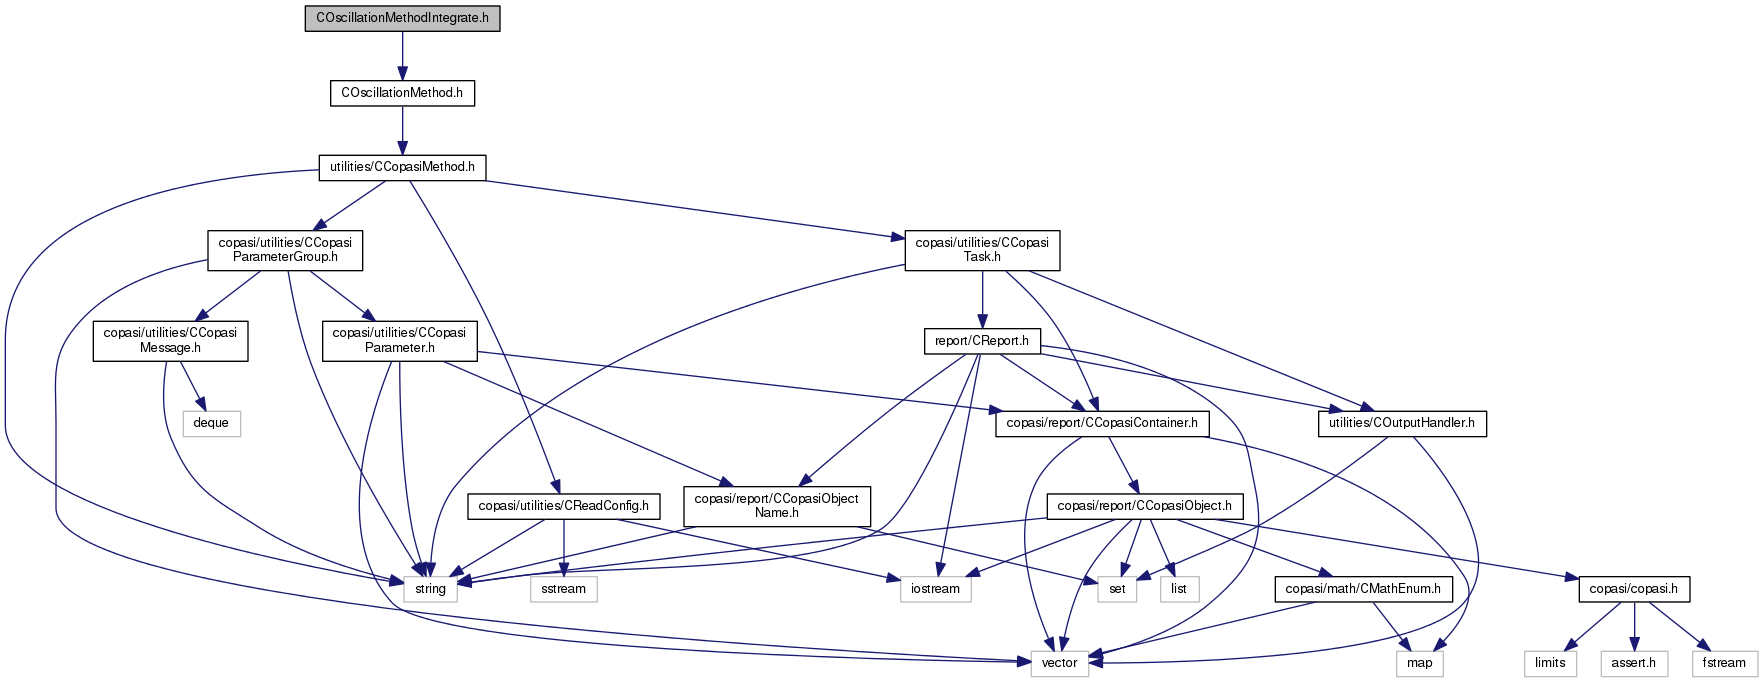 COscillationMethodIntegrate.h
COscillationMethod.h
utilities/CCopasiMethod.h
copasi/utilities/CCopasi
ParameterGroup.h
copasi/utilities/CCopasi
Task.h
copasi/utilities/CCopasi
Message.h
copasi/utilities/CCopasi
Parameter.h
report/CReport.h
deque
copasi/report/CCopasiContainer.h
utilities/COutputHandler.h
copasi/utilities/CReadConfig.h
copasi/report/CCopasiObject
Name.h
copasi/report/CCopasiObject.h
string
sstream
iostream
set
list
copasi/math/CMathEnum.h
copasi/copasi.h
vector
map
limits
assert.h
fstream